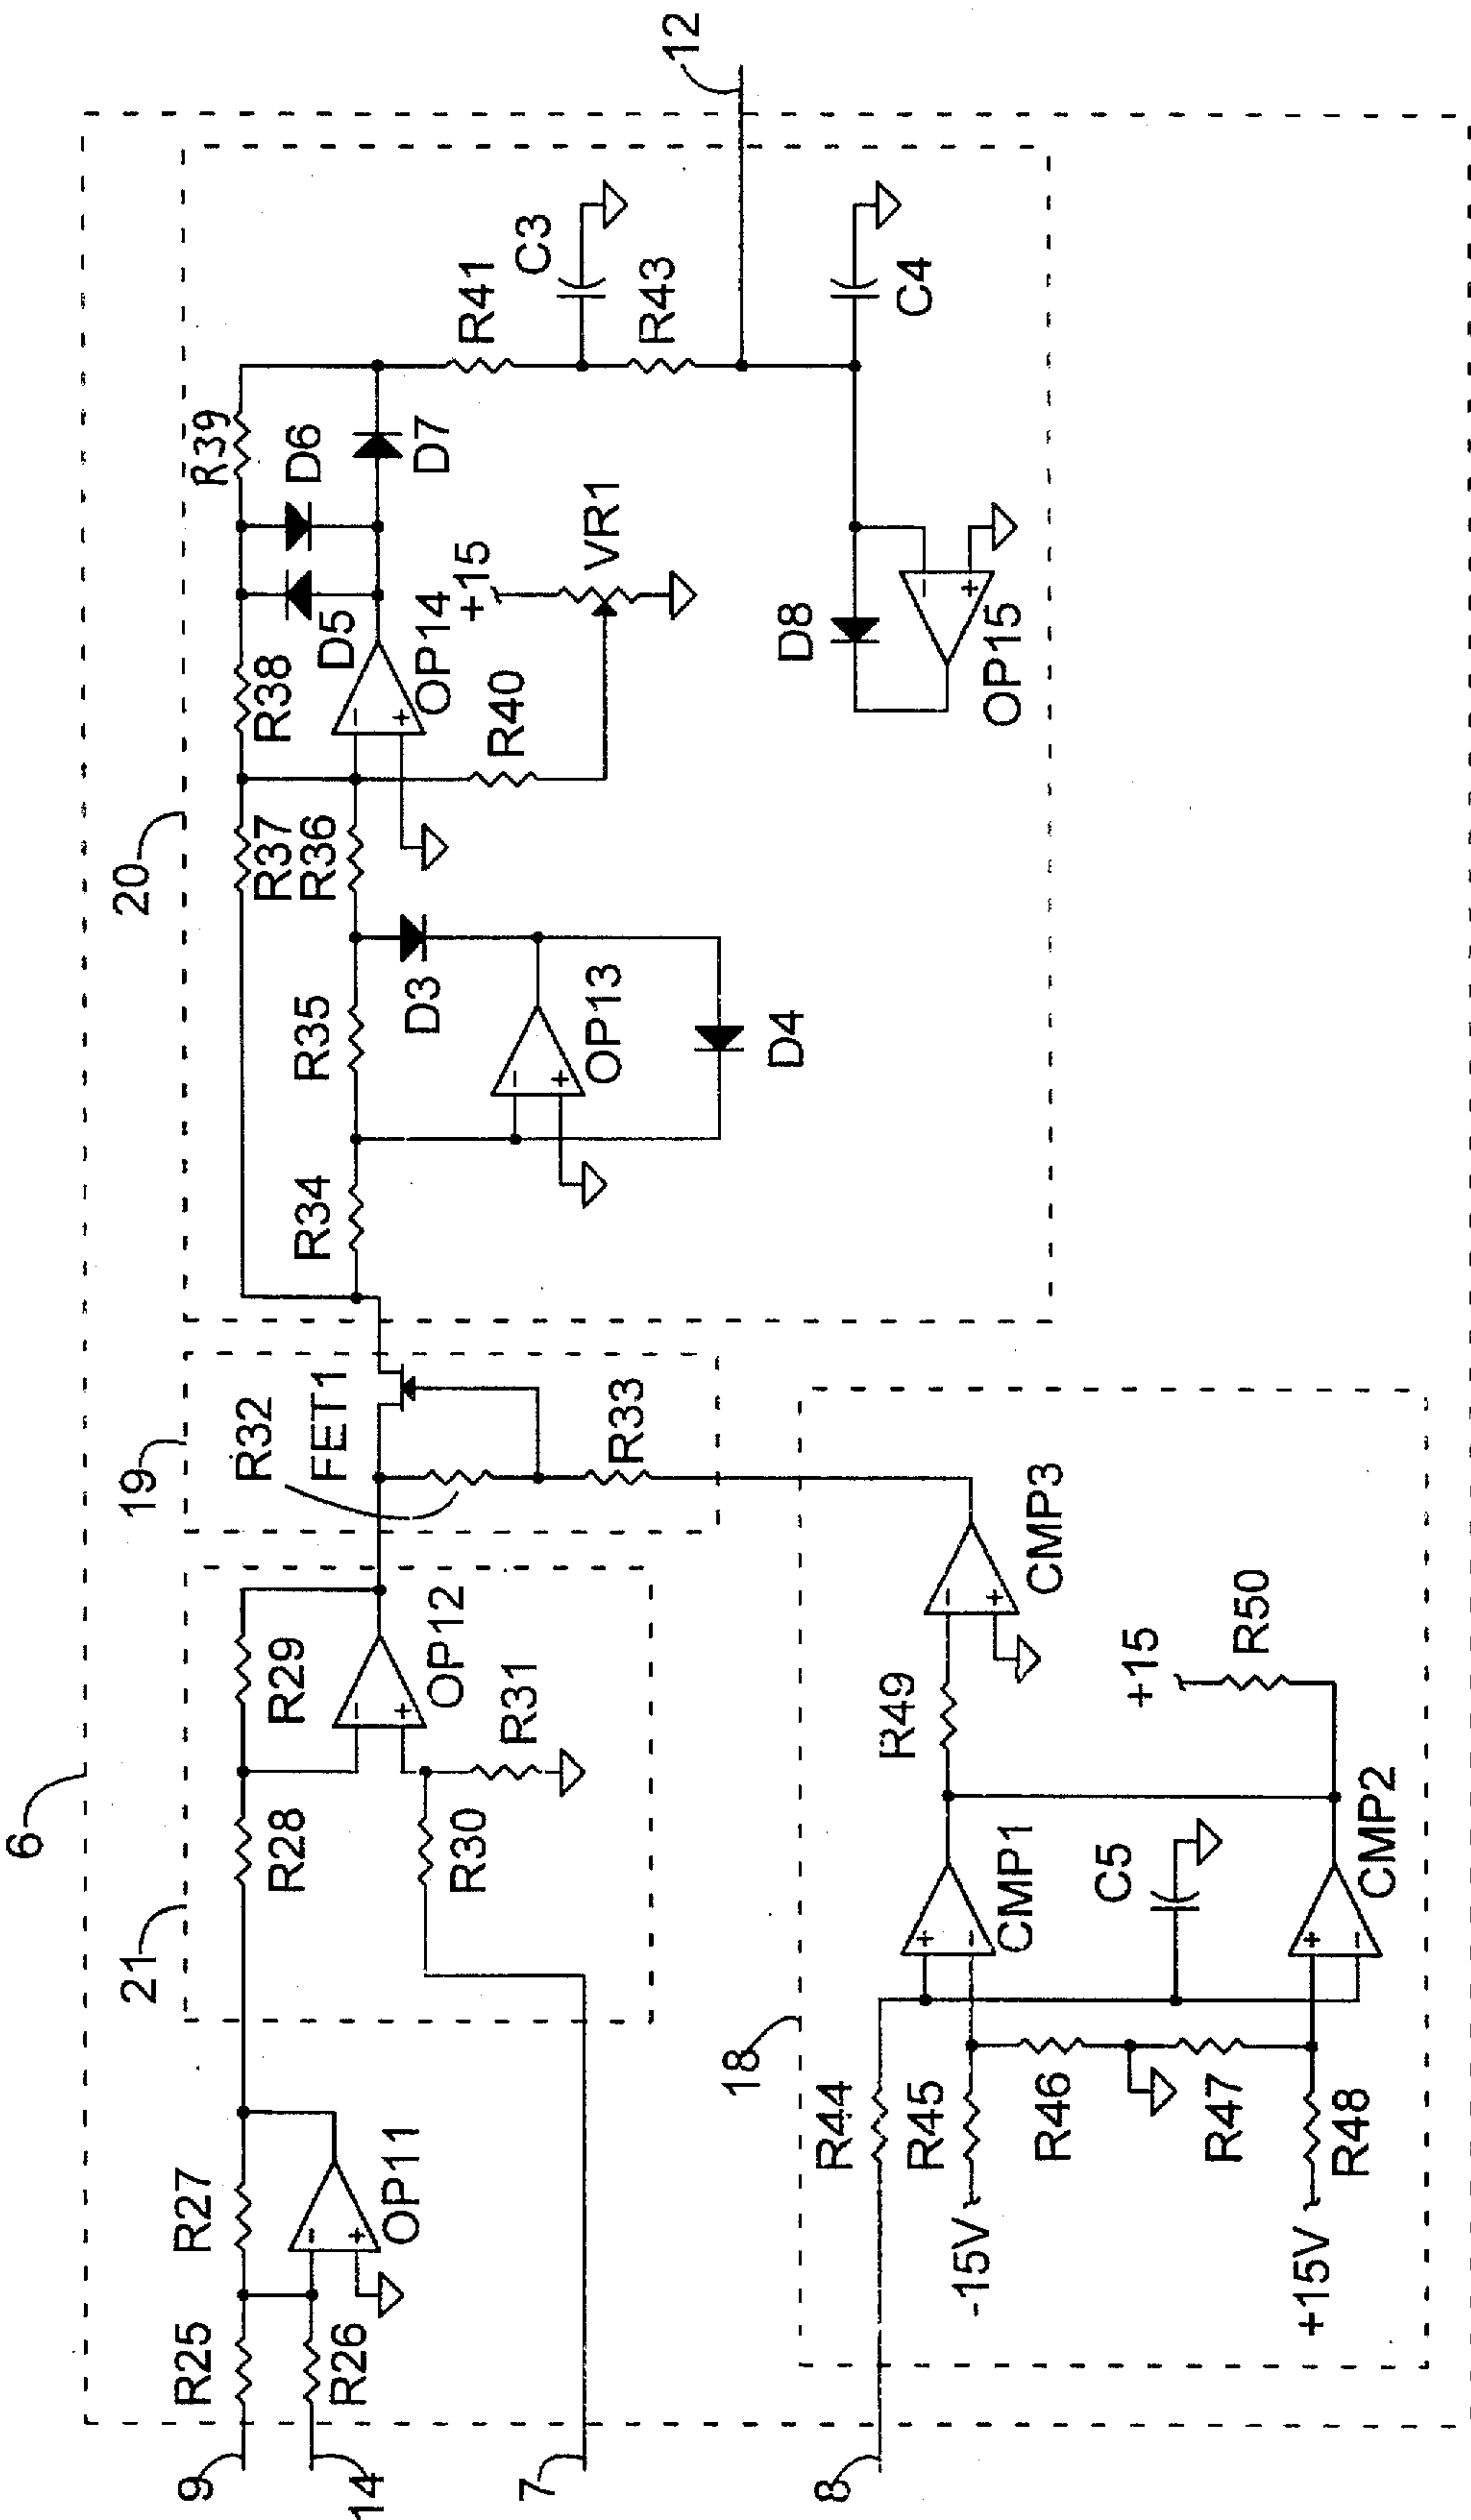 6
21
19
20
9
R25
R27
R28
R29
R32
FET1
R34
R35
R37
R36
R38
R39
D5
D6
14
R26
OP11
OP12
R30
R31
R33
D3
OP13
D4
OP14
R40
+15
VR1
D7
R41
C3
R43
12
7
D8
OP15
C4
18
8
R44
R45
-15V
R46
R47
R48
+15V
CMP1
C5
CMP2
R49
+15
R50
CMP3
-
+
-
+
-
+
-
+
-
+
+
-
+
-
-
+